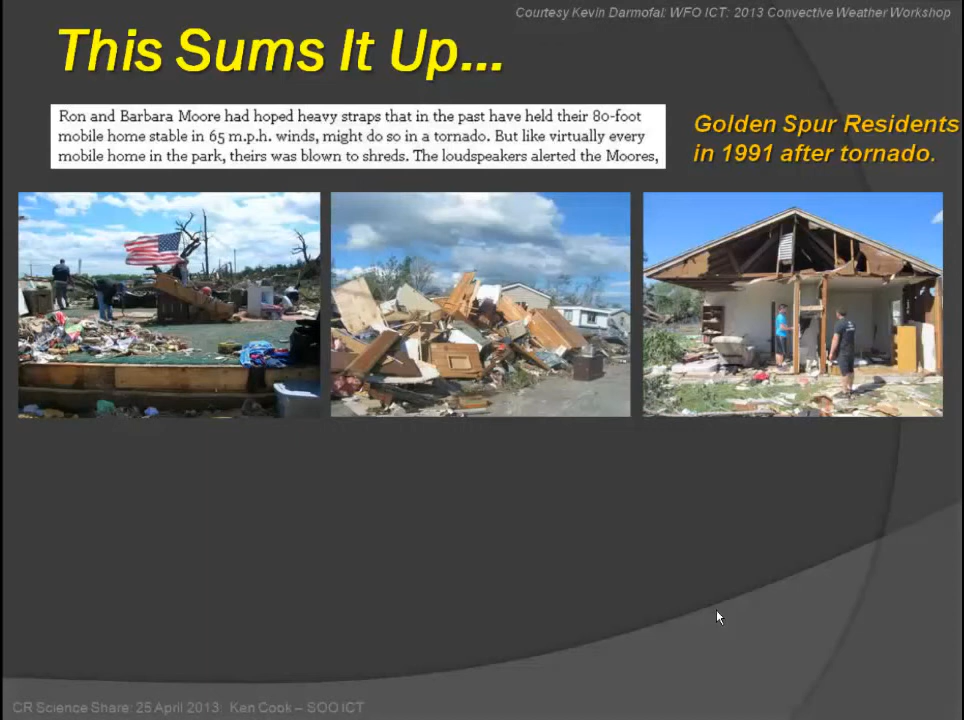 Courtesy Kevin Darmofal: WFO ICT: 2013 Convective Weather Workshop
This Sums It Up...
Ron and Barbara Moore had hoped heavy straps that in the past have held their 80-foot
mobile home stable in 65 m.p.h. winds, might do so in a tornado. But like virtually every
mobile home in the park, theirs was blown to shreds. The loudspeakers alerted the Moores,
Golden Spur Residents
in 1991 after tornado.
CR Science Share: 25 April 2013: Ken Cook – SOO ICT